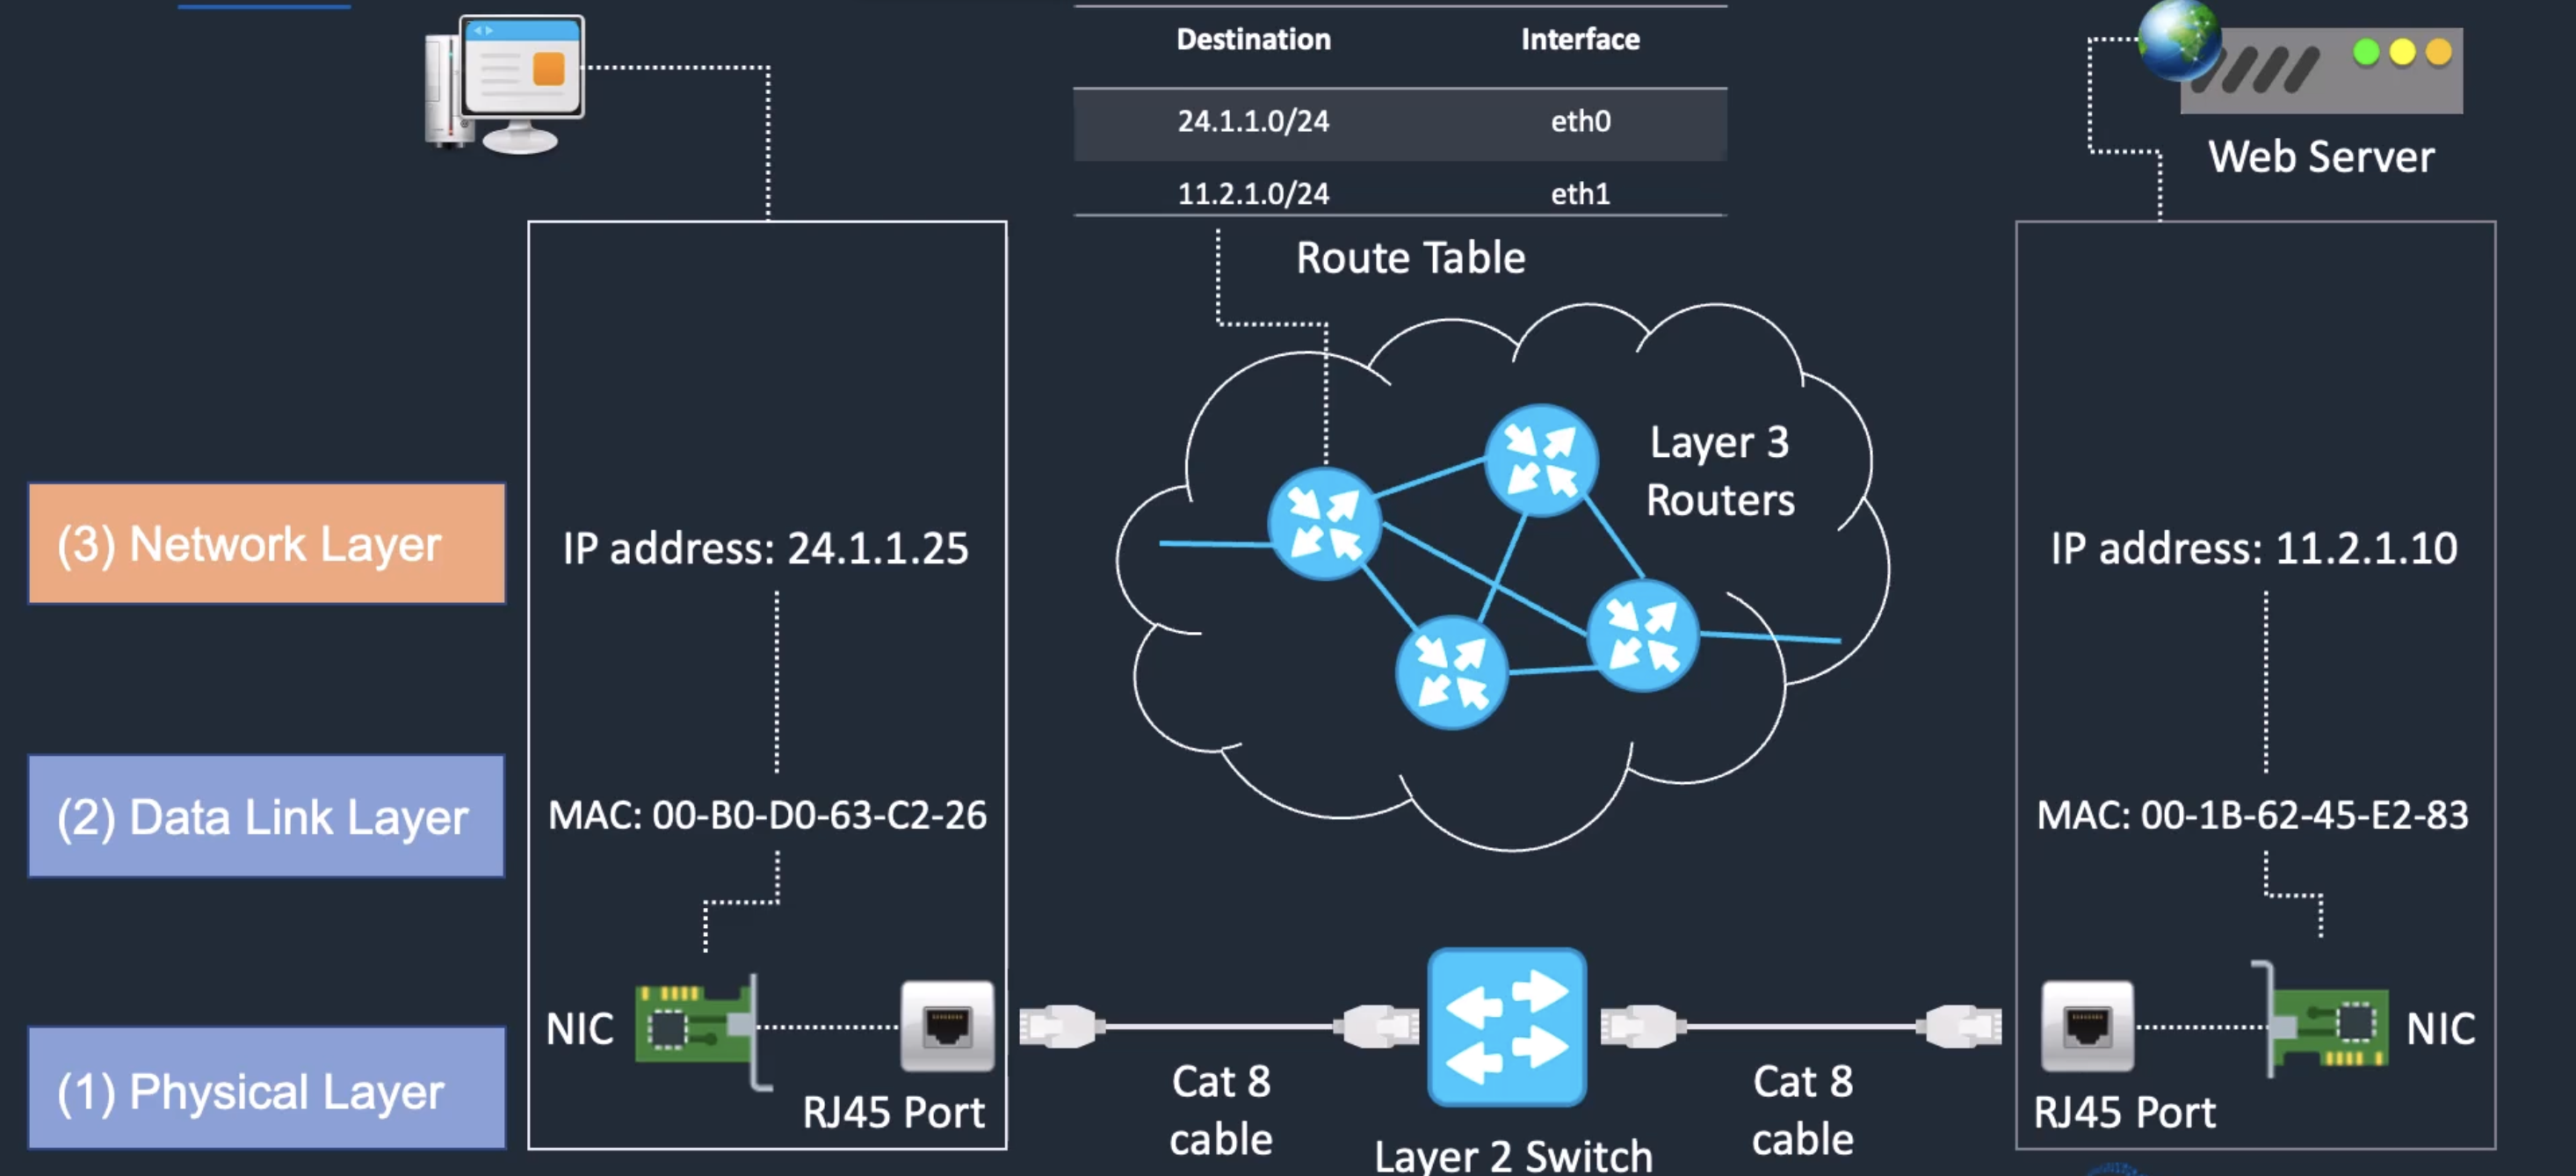 Destination Interface
24.1.1.0/24 eth0
11.2.1.0/24 eth1
Route Table
Web Server
Layer 3
Routers
(3) Network Layer
IP address: 24.1.1.25
IP address: 11.2.1.10
(2) Data Link Layer
MAC: 00-B0-D0-63-C2-26
MAC: 00-1B-62-45-E2-83
(1) Physical Layer
NIC
RJ45 Port
Cat 8
cable
Layer 2 Switch
Cat 8
cable
RJ45 Port
NIC